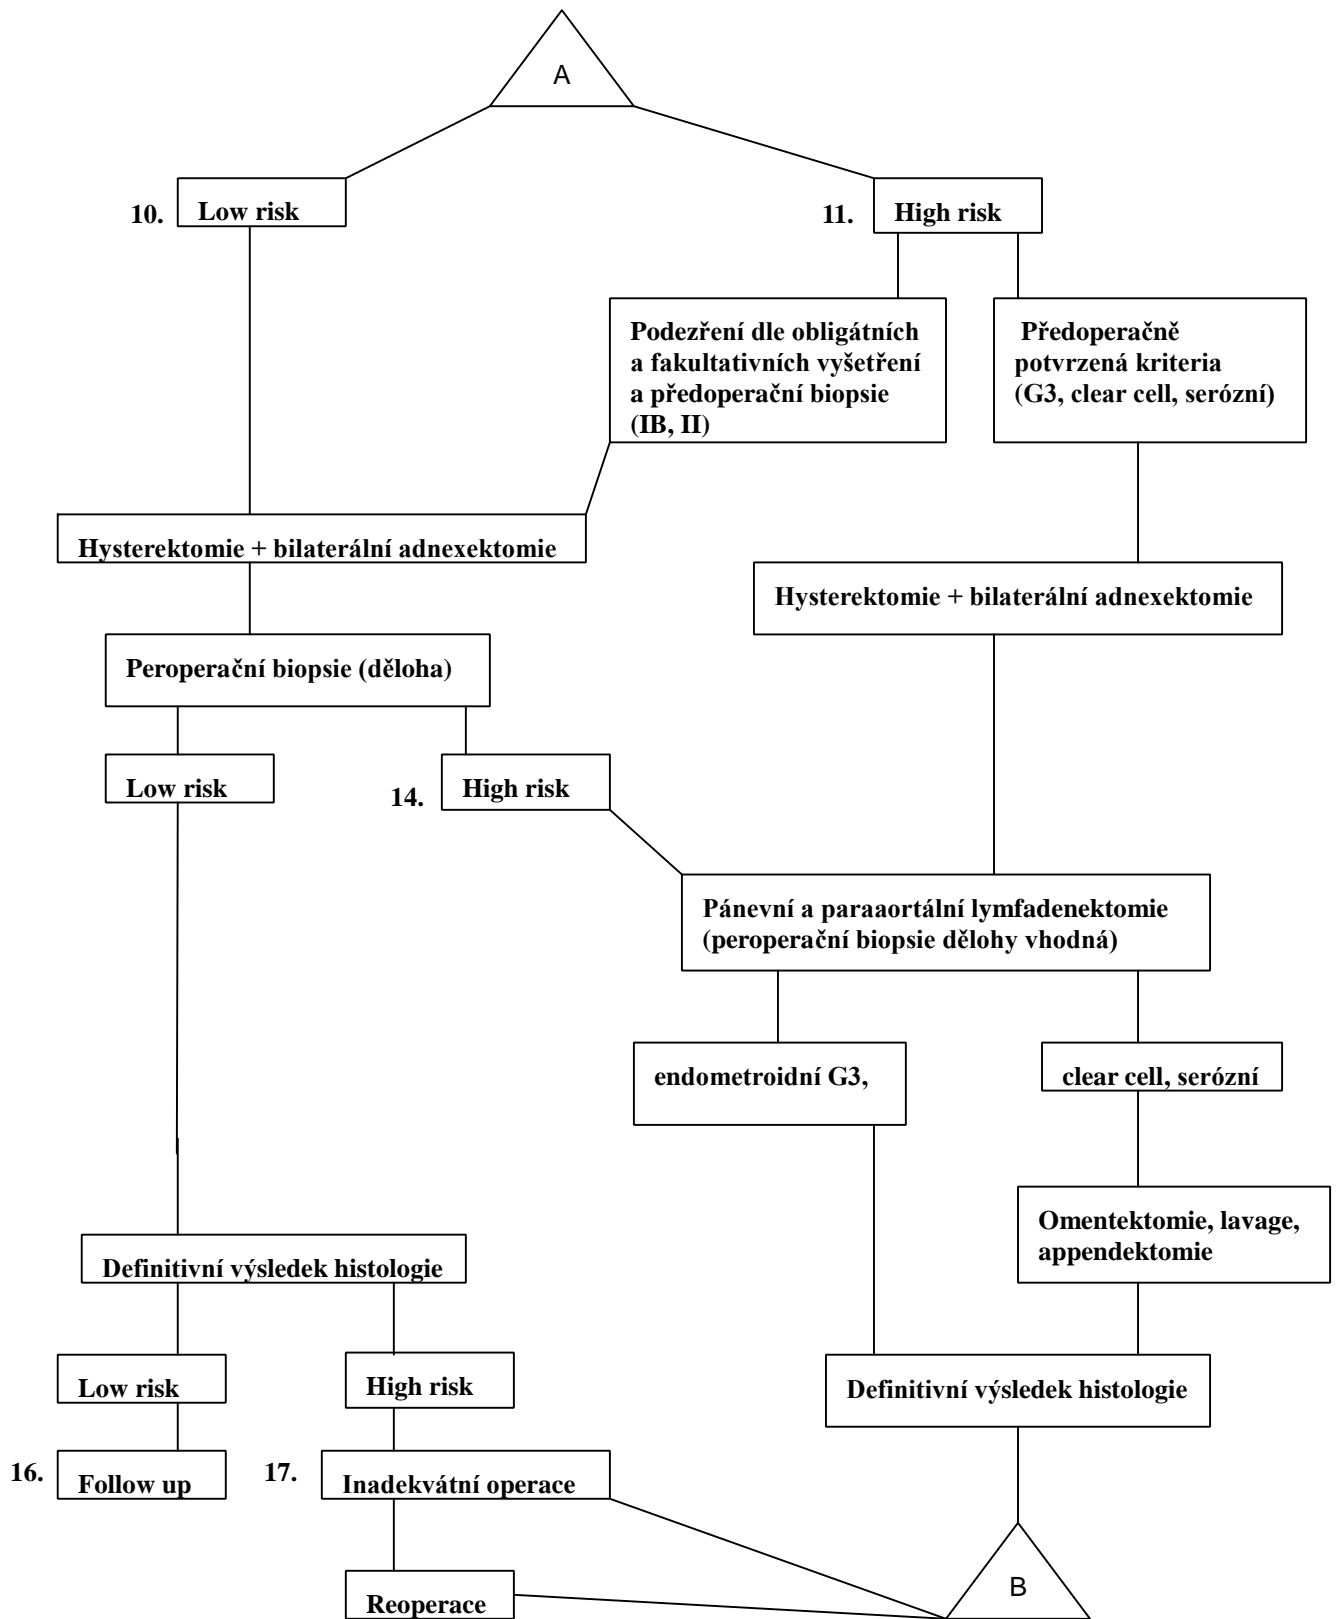 A
10.
Low risk
11.
High risk
Podezření dle obligátních
a fakultativních vyšetření
a předoperační biopsie
(IB, II)
Předoperačně
potvrzená kriteria
(G3, clear cell, serózní)
Hysterektomie + bilaterální adnexektomie
Hysterektomie + bilaterální adnexektomie
Peroperační biopsie (děloha)
Low risk
14.
High risk
Pánevní a paraaortální lymfadenektomie
(peroperační biopsie dělohy vhodná)
endometroidní G3,
clear cell, serózní
Omentektomie, lavage,
appendektomie
Definitivní výsledek histologie
Low risk
High risk
Definitivní výsledek histologie
16.
Follow up
17.
Inadekvátní operace
Reoperace
B